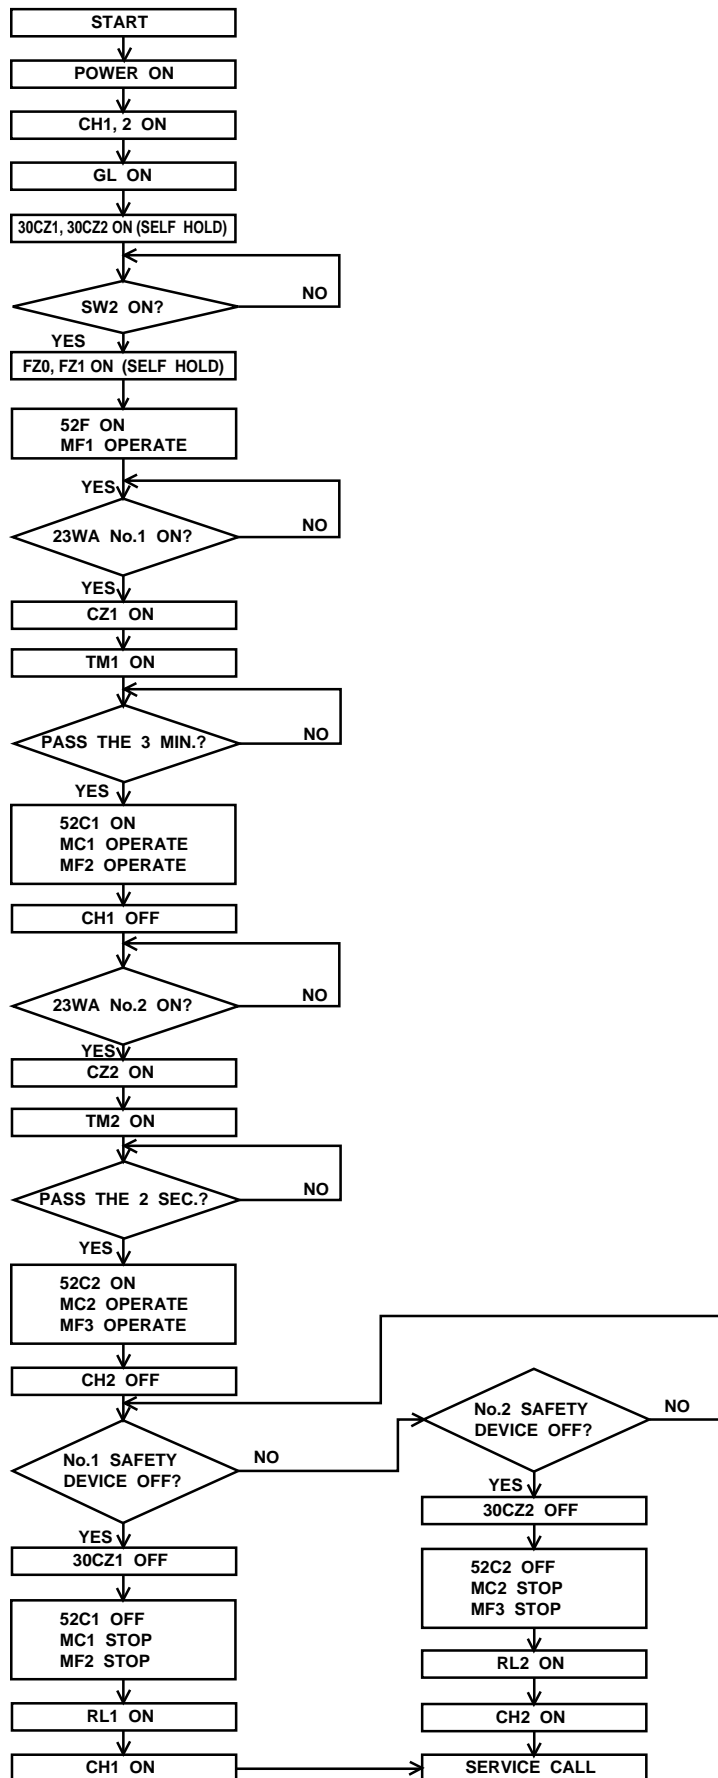 START
POWER ON
CH1, 2 ON
GL ON
30CZ1, 30CZ2 ON (SELF HOLD)
SW2 ON?
NO
YES
FZ0, FZ1 ON (SELF HOLD)
52F ON
MF1 OPERATE
YES
23WA No.1 ON?
NO
YES
CZ1 ON
TM1 ON
PASS THE 3 MIN.?
NO
YES
52C1 ON
MC1 OPERATE
MF2 OPERATE
CH1 OFF
23WA No.2 ON?
NO
YES
CZ2 ON
TM2 ON
PASS THE 2 SEC.?
NO
YES
52C2 ON
MC2 OPERATE
MF3 OPERATE
CH2 OFF
No.1 SAFETY
DEVICE OFF?
NO
YES
30CZ1 OFF
52C1 OFF
MC1 STOP
MF2 STOP
RL1 ON
CH1 ON
No.2 SAFETY
DEVICE OFF?
NO
YES
30CZ2 OFF
52C2 OFF
MC2 STOP
MF3 STOP
RL2 ON
CH2 ON
SERVICE CALL